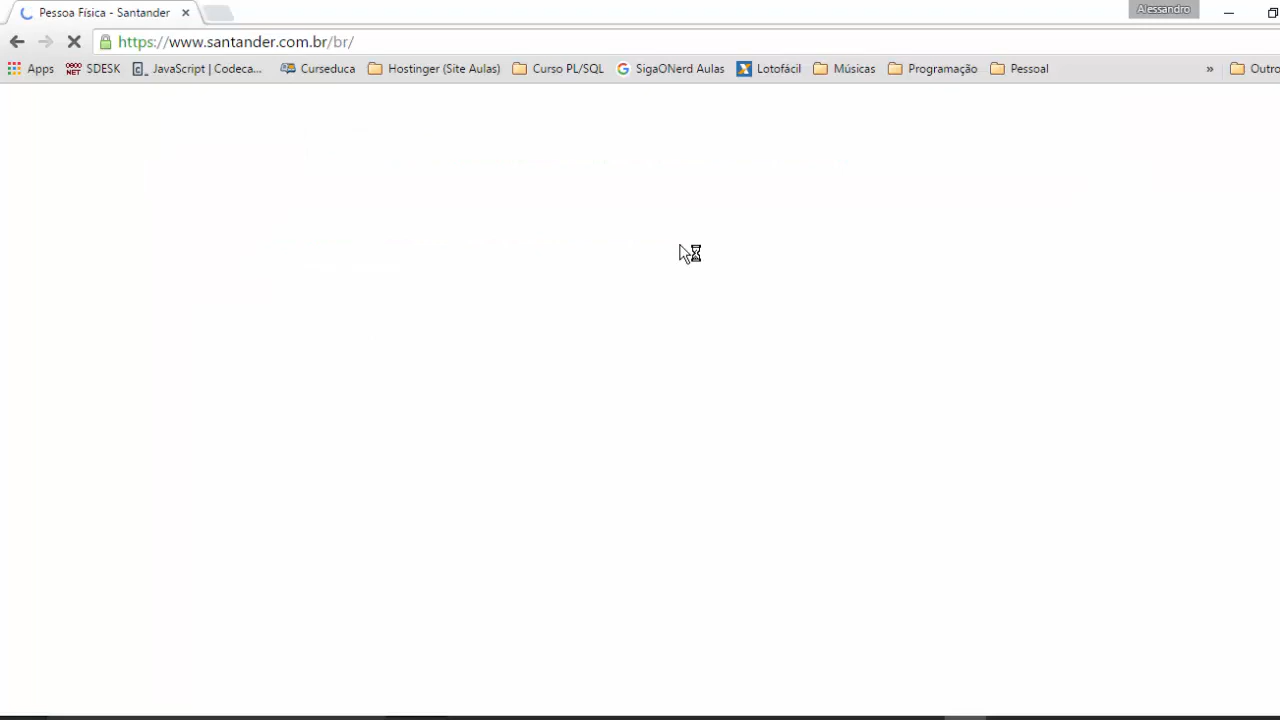 Pessoa Física - Santander
Alessandro
https://www.santander.com.br/br/
Apps SDESK JavaScript | Codeca... Curseduca Hostinger (Site Aulas) Curso PL/SQL SigaONerd Aulas Lotofácil Músicas Programação Pessoal » Outro